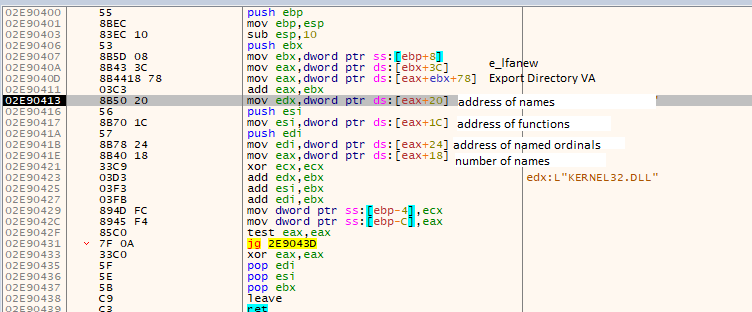 02E90400 55 push ebp
02E90401 8BEC mov ebp,esp
02E90403 83EC 10 sub esp,10
02E90406 53 push ebx
02E90407 8B5D 08 mov ebx,dword ptr ss:[ebp+8]
02E9040A 8B43 3C mov eax,dword ptr ds:[ebx+3C] e_lfanew
02E9040D 8B4418 78 mov eax,dword ptr ds:[eax+ebx+78] Export Directory VA
02E90411 03C3 add eax,ebx
02E90413 8B50 20 mov edx,dword ptr ds:[eax+20] address of names
02E90416 56 push esi
02E90417 8B70 1C mov esi,dword ptr ds:[eax+1C] address of functions
02E9041A 57 push edi
02E9041B 8B78 24 mov edi,dword ptr ds:[eax+24] address of named ordinals
02E9041E 8B40 18 mov eax,dword ptr ds:[eax+18] number of names
02E90421 33C9 xor ecx,ecx
02E90423 03D3 add edx,ebx edx:L"KERNEL32.DLL"
02E90425 03F3 add esi,ebx
02E90427 03FB add edi,ebx
02E90429 894D FC mov dword ptr ss:[ebp-4],ecx
02E9042C 8945 F4 mov dword ptr ss:[ebp-C],eax
02E9042F 85C0 test eax,eax
02E90431 7F 0A jg 2E9043D
02E90433 33C0 xor eax,eax
02E90435 5F pop edi
02E90436 5E pop esi
02E90437 5B pop ebx
02E90438 C9 leave
02E90439 C3 ret